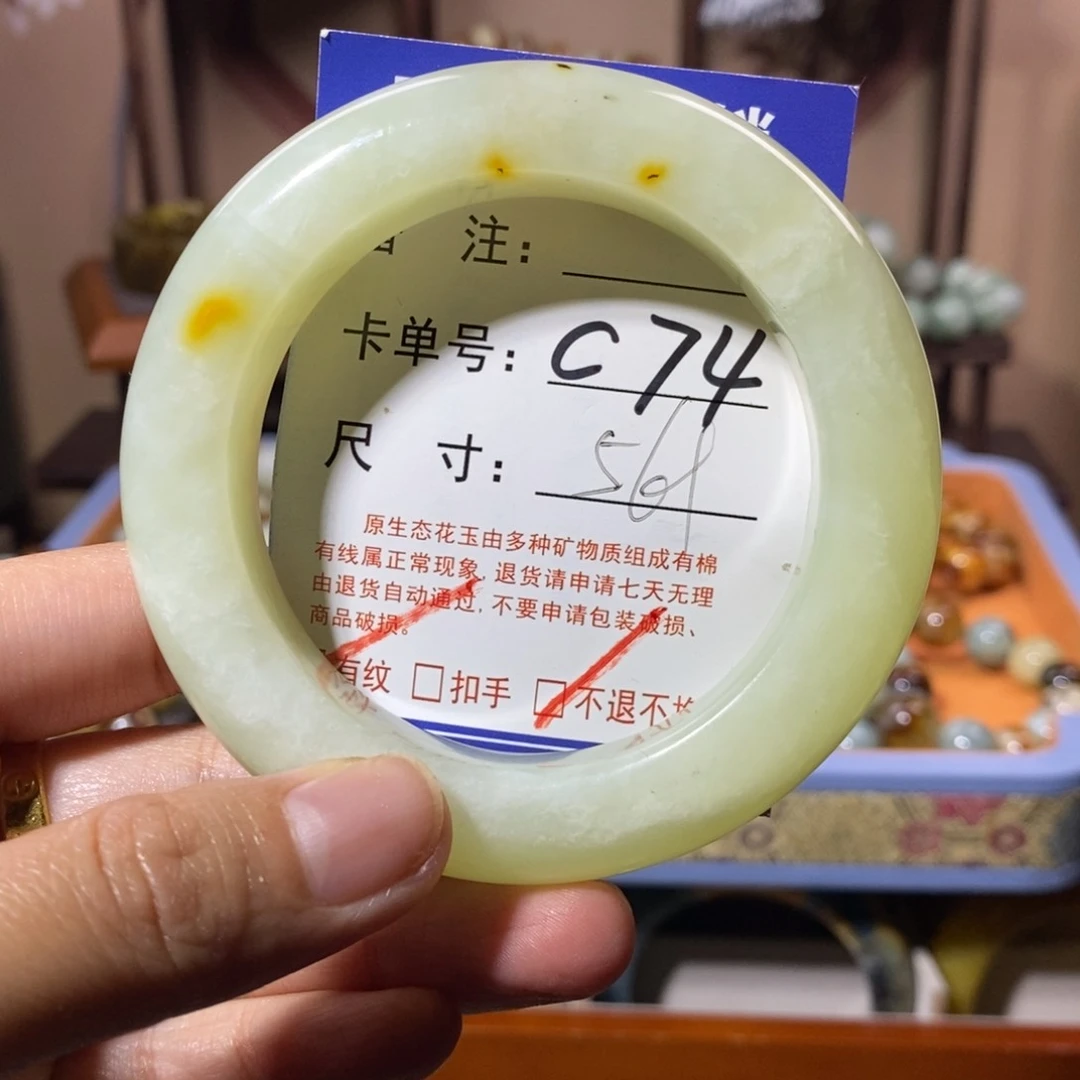 注：
卡单号：C74
尺寸：
原生态花玉由多种矿物质组成有棉
有线属正常现象，退货请申请七天无理
由退货自动通过，不要申请包装破损、
商品破损。
有纹 □扣手 □不退不